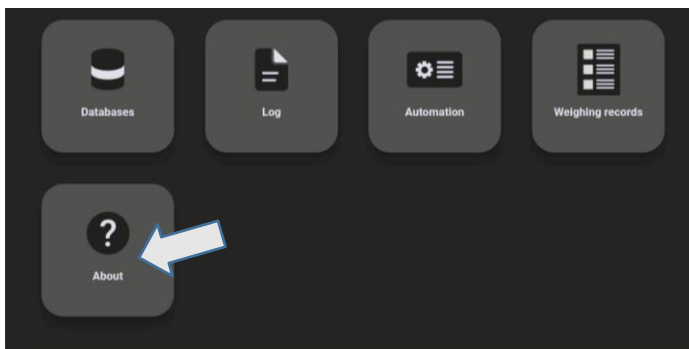 Databases
Log
Automation
Weighing records
?
About